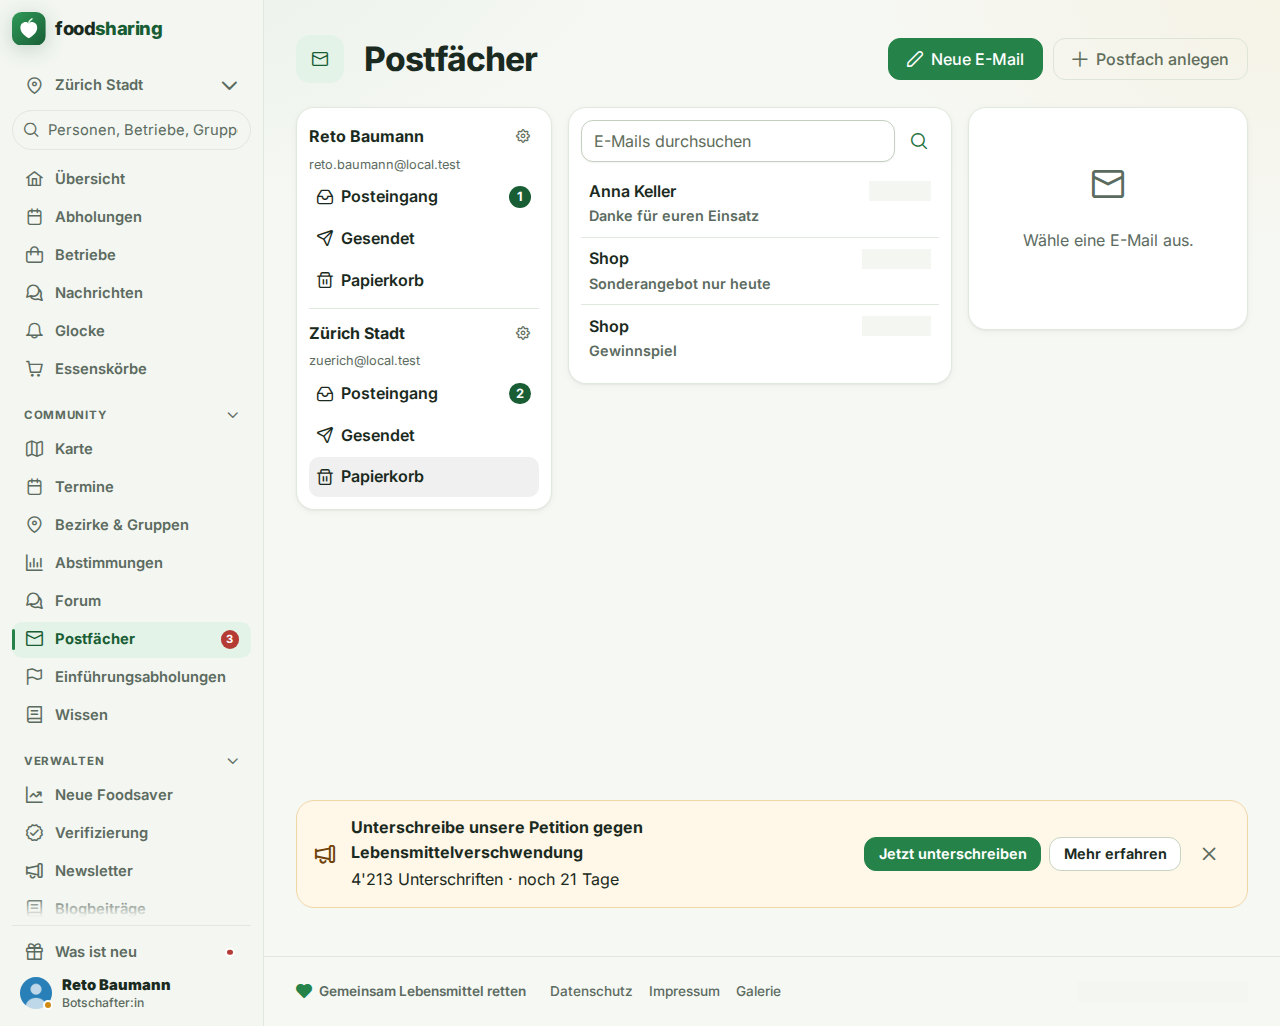 foodsharing
Zürich Stadt
Personen, Betriebe, Grupp
Übersicht
Abholungen
Betriebe
Nachrichten
Glocke
Essenskörbe
COMMUNITY
Karte
Termine
Bezirke & Gruppen
Abstimmungen
Forum
Postfächer 3
Einführungsabholungen
Wissen
VERWALTEN
Neue Foodsaver
Verifizierung
Newsletter
Blogbeiträge
Was ist neu
Reto Baumann
Botschafter:in
Postfächer
Neue E-Mail
Postfach anlegen
Reto Baumann
reto.baumann@local.test
Posteingang 1
Gesendet
Papierkorb
Zürich Stadt
zuerich@local.test
Posteingang 2
Gesendet
Papierkorb
E-Mails durchsuchen
Anna Keller
Danke für euren Einsatz
Shop
Sonderangebot nur heute
Shop
Gewinnspiel
Wähle eine E-Mail aus.
Unterschreibe unsere Petition gegen
Lebensmittelverschwendung
4'213 Unterschriften · noch 21 Tage
Jetzt unterschreiben
Mehr erfahren
Gemeinsam Lebensmittel retten
Datenschutz
Impressum
Galerie